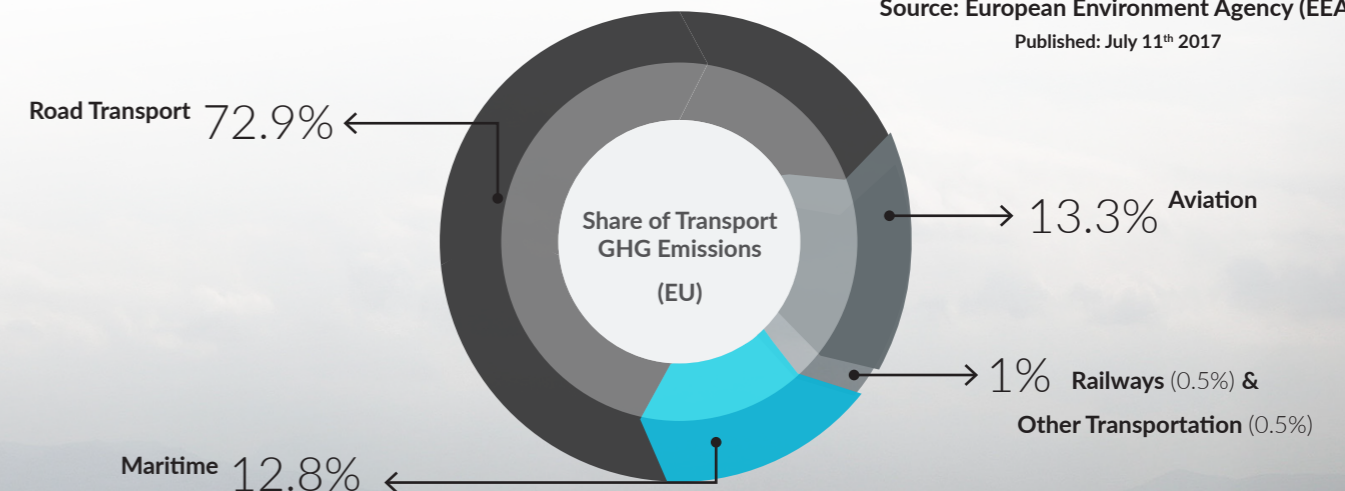 Source: European Environment Agency (EEA
Published: July 11th 2017
Road Transport 72.9%
13.3% Aviation
Share of Transport
GHG Emissions
(EU)
1% Railways (0.5%) &
Other Transportation (0.5%)
Maritime 12.8%